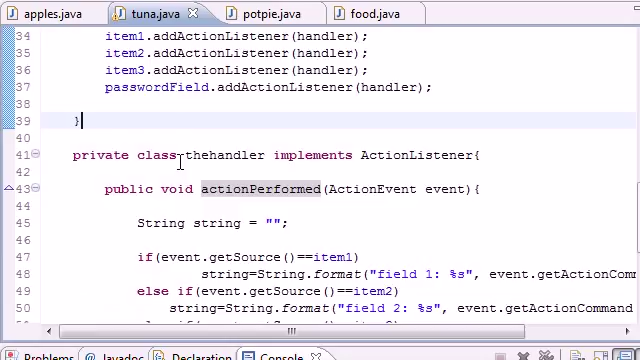 apples.java tuna.java potpie.java food.java
34 item1.addActionListener(handler);
35 item2.addActionListener(handler);
36 item3.addActionListener(handler);
37 passwordField.addActionListener(handler);
38
39 }
40
41 private class thehandler implements ActionListener{
42
43 public void actionPerformed(ActionEvent event){
44
45 String string = "";
46
47 if(event.getSource()==item1)
48 string=String.format("field 1: %s", event.getActionComm
49 else if(event.getSource()==item2)
50 string=String.format("field 2: %s", event.getActionCommand
Problems @ Javadoc Declaration Console